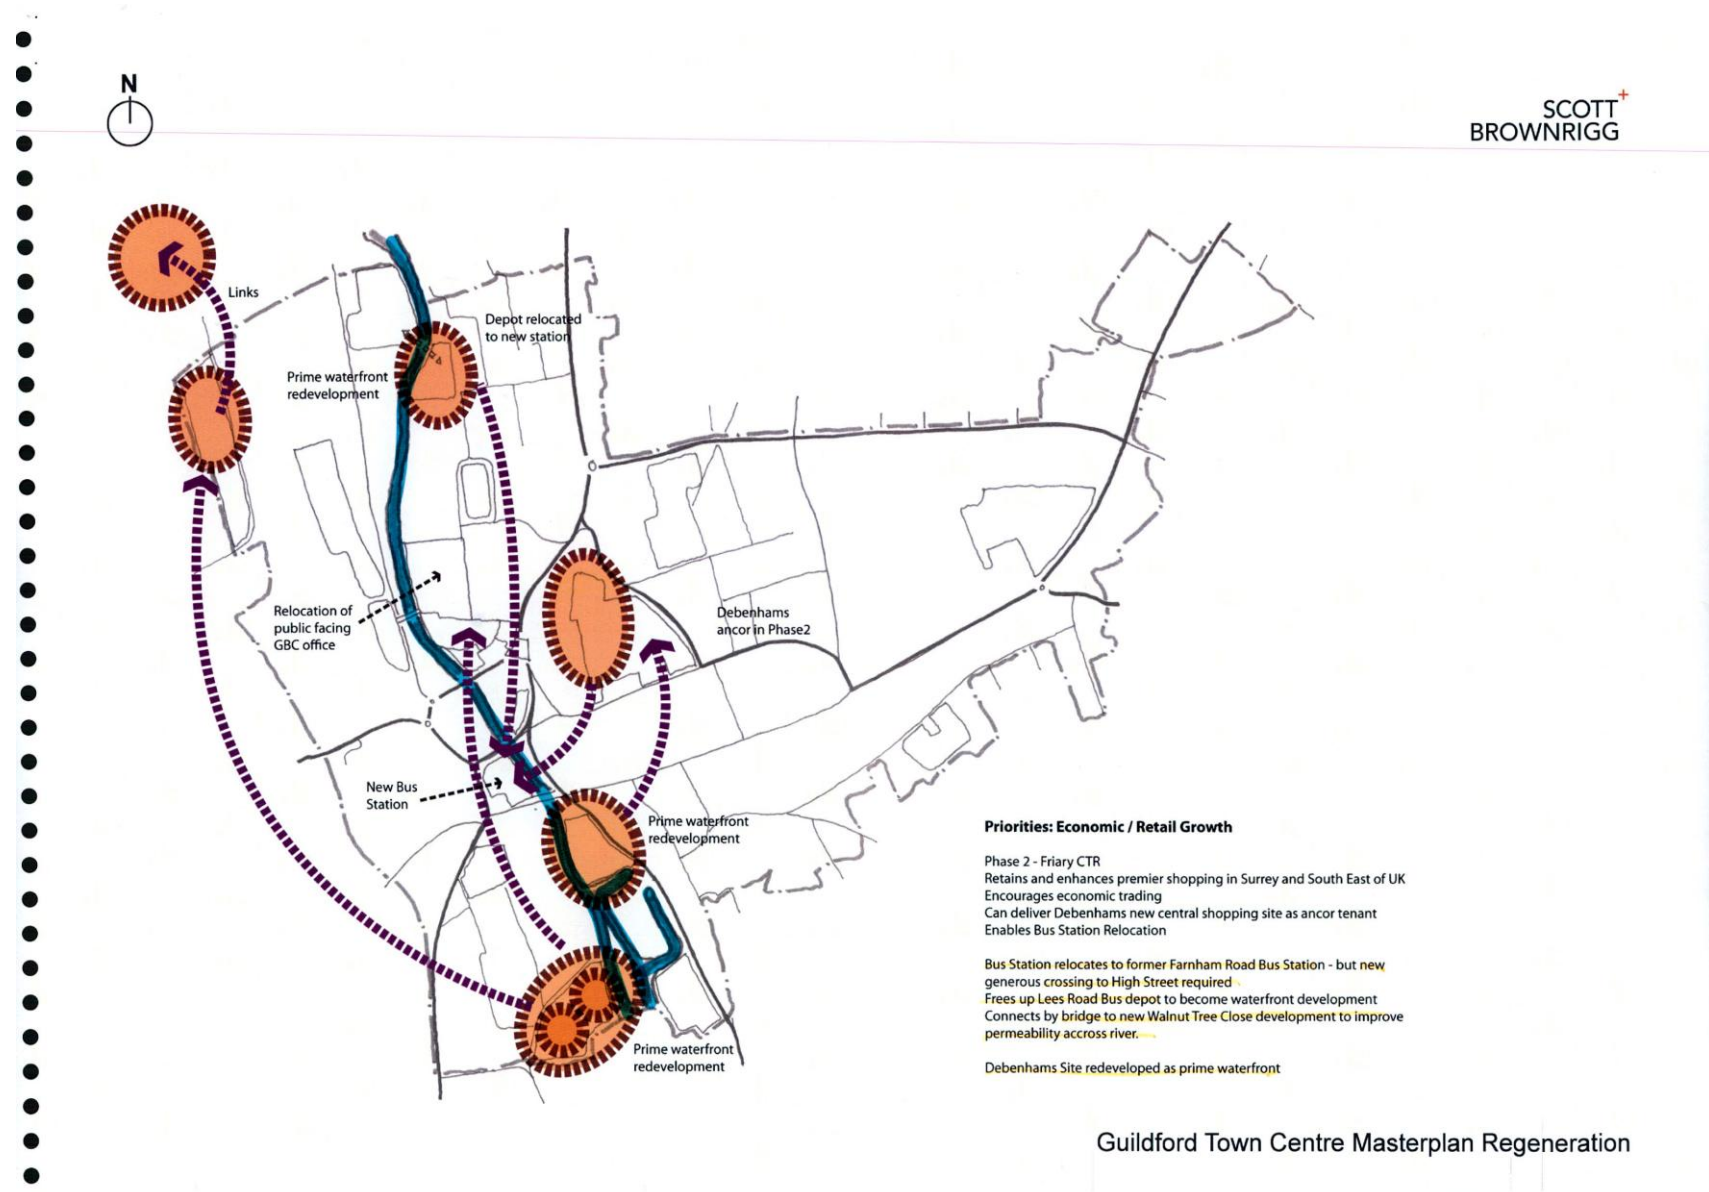 N
SCOTT
BROWNRIGG
Links
Depot relocated
to new station
Prime waterfront
redevelopment
Relocation of
public facing
GBC office
Debenhams
ancor in Phase2
New Bus
Station
Prime waterfront
redevelopment
Prime waterfront
redevelopment
Priorities: Economic / Retail Growth
Phase 2 - Friary CTR
Retains and enhances premier shopping in Surrey and South East of UK
Encourages economic trading
Can deliver Debenhams new central shopping site as ancor tenant
Enables Bus Station Relocation
Bus Station relocates to former Farnham Road Bus Station - but new
generous crossing to High Street required
Frees up Lees Road Bus depot to become waterfront development
Connects by bridge to new Walnut Tree Close development to improve
permeability accross river.
Debenhams Site redeveloped as prime waterfront
Guildford Town Centre Masterplan Regeneration